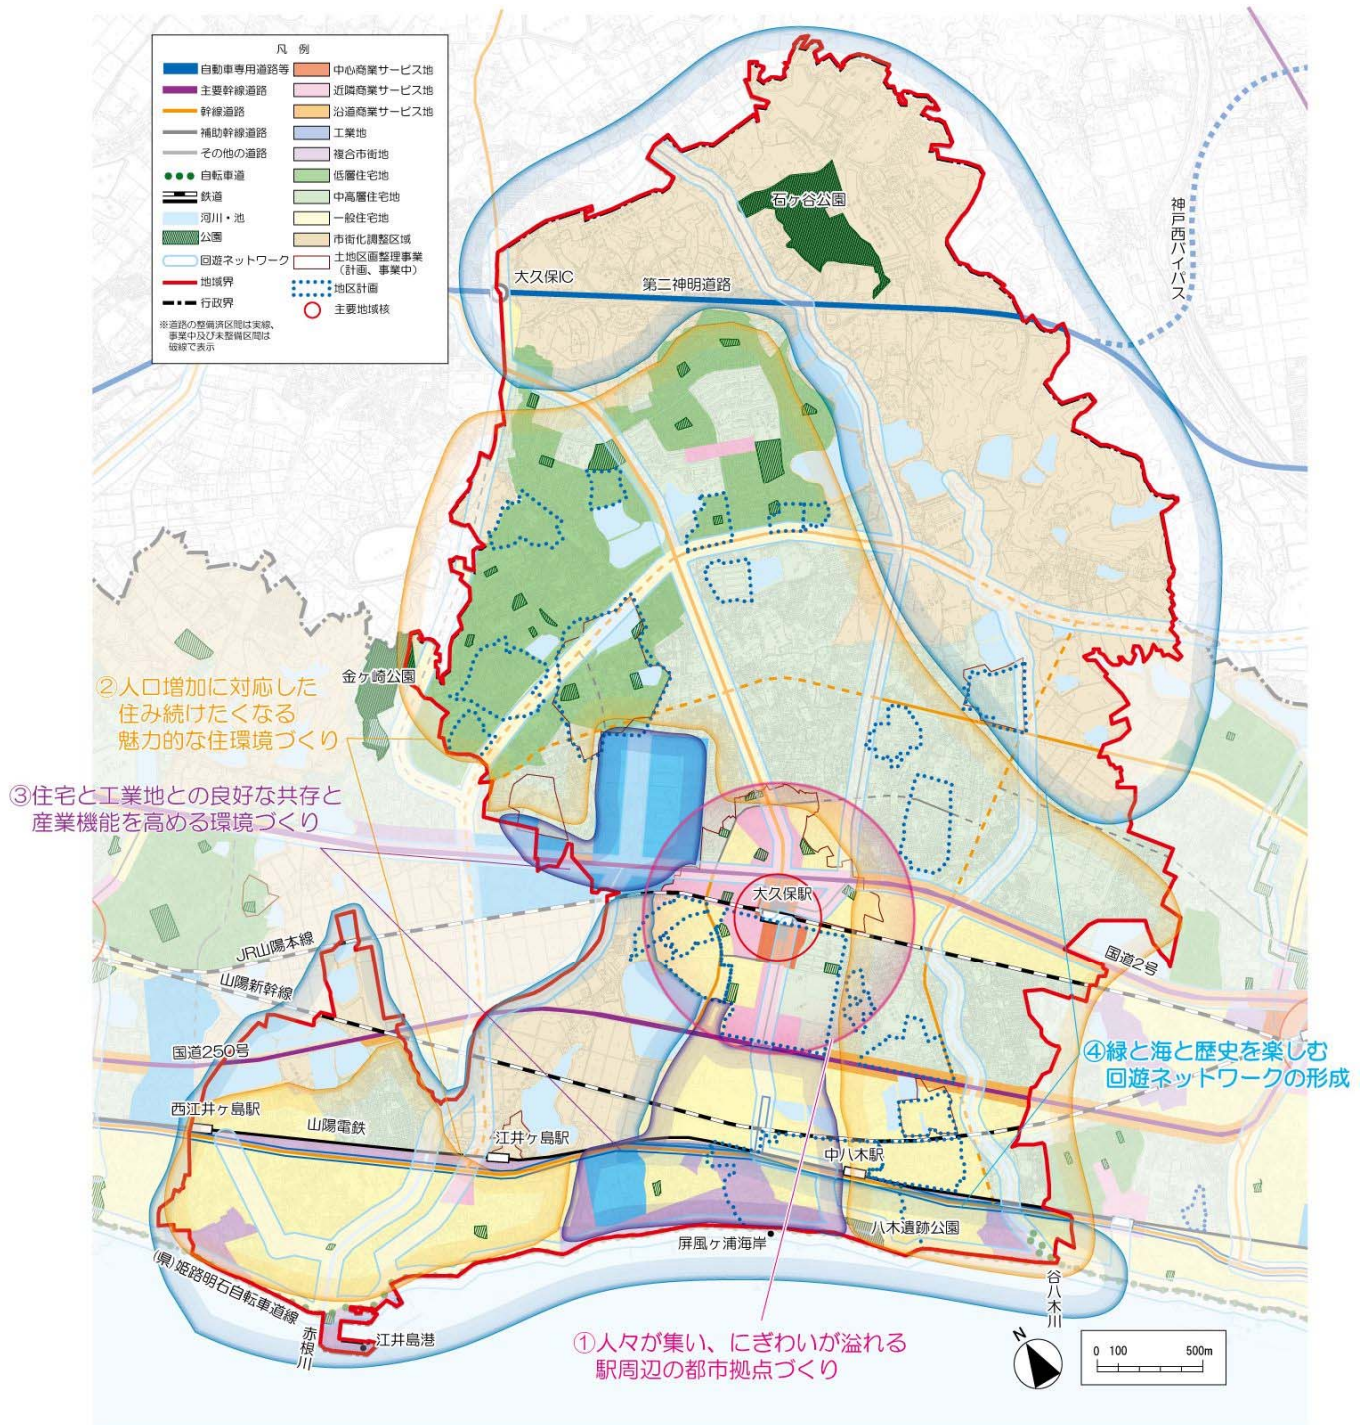 凡 例
自動車専用道路等
主要幹線道路
幹線道路
補助幹線道路
その他の道路
自転車道
鉄道
河川・池
公園
回遊ネットワーク
地域界
行政界
※道路の整備済区間は実線、
事業中及び未整備区間は
破線で表示
中心商業サービス地
近隣商業サービス地
沿道商業サービス地
工業地
複合市街地
低層住宅地
中高層住宅地
一般住宅地
市街化調整区域
土地区画整理事業
（計画、事業中）
地区計画
主要地域核
石ヶ谷公園
神戸西バイパス
大久保IC
第二神明道路
金ヶ崎公園
②人口増加に対応した
住み続けたくなる
魅力的な住環境づくり
③住宅と工業地との良好な共存と
産業機能を高める環境づくり
大久保駅
JR山陽本線
山陽新幹線
国道2号
国道250号
④緑と海と歴史を楽しむ
回遊ネットワークの形成
西江井ヶ島駅
山陽電鉄
江井ヶ島駅
中八木駅
八木遺跡公園
屏風ヶ浦海岸
(県)姫路明石自転車道線
赤根川
江井島港
谷八木川
①人々が集い、にぎわいが溢れる
駅周辺の都市拠点づくり
N
0 100 500m